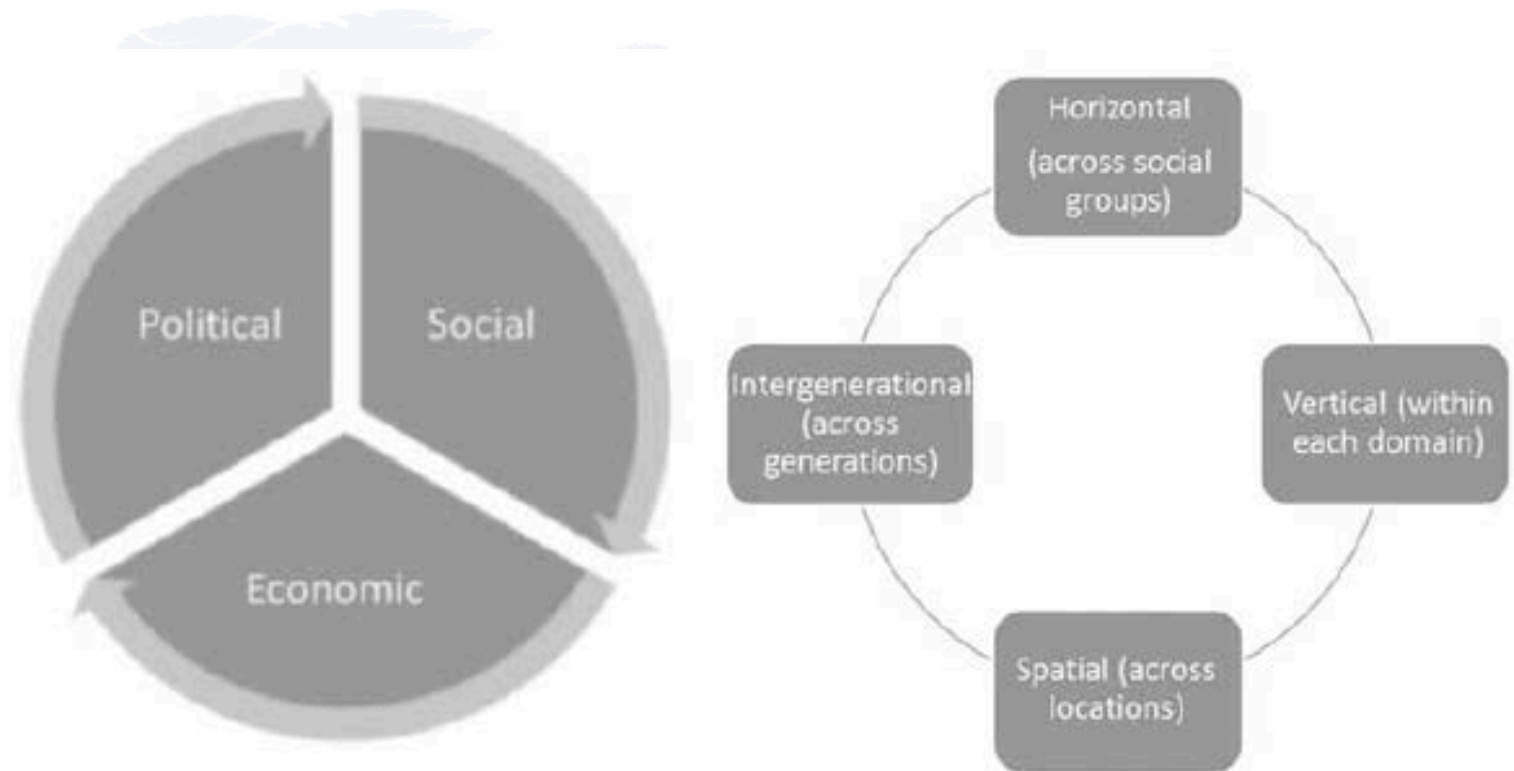 Political
Social
Economic
Horizontal
(across social
groups)
Intergenerational
(across
generations)
Vertical (within
each domain)
Spatial (across
locations)